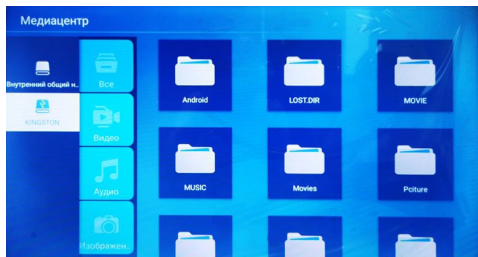 Медиацентр
Внутренний общий н..
KINGSTON
Все
Видео
Аудио
Изображен..
Android
LOST.DIR
MOVIE
MUSIC
Movies
Pciture